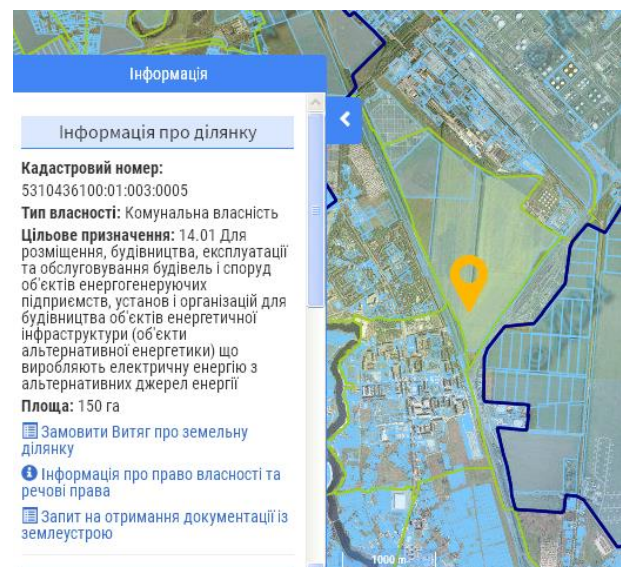 Інформація
Інформація про ділянку
Кадастровий номер:
5310436100:01:003:0005
Тип власності: Комунальна власність
Цільове призначення: 14.01 Для
розміщення, будівництва, експлуатації
та обслуговування будівель і споруд
об'єктів енергогенеруючих
підприємств, установ і організацій для
будівництва об'єктів енергетичної
інфраструктури (об'єкти
альтернативної енергетики) що
виробляють електричну енергію з
альтернативних джерел енергії
Площа: 150 га
Замовити Витяг про земельну
ділянку
Інформація про право власності та
речові права
Запит на отримання документації із
землеустрою
1000 m